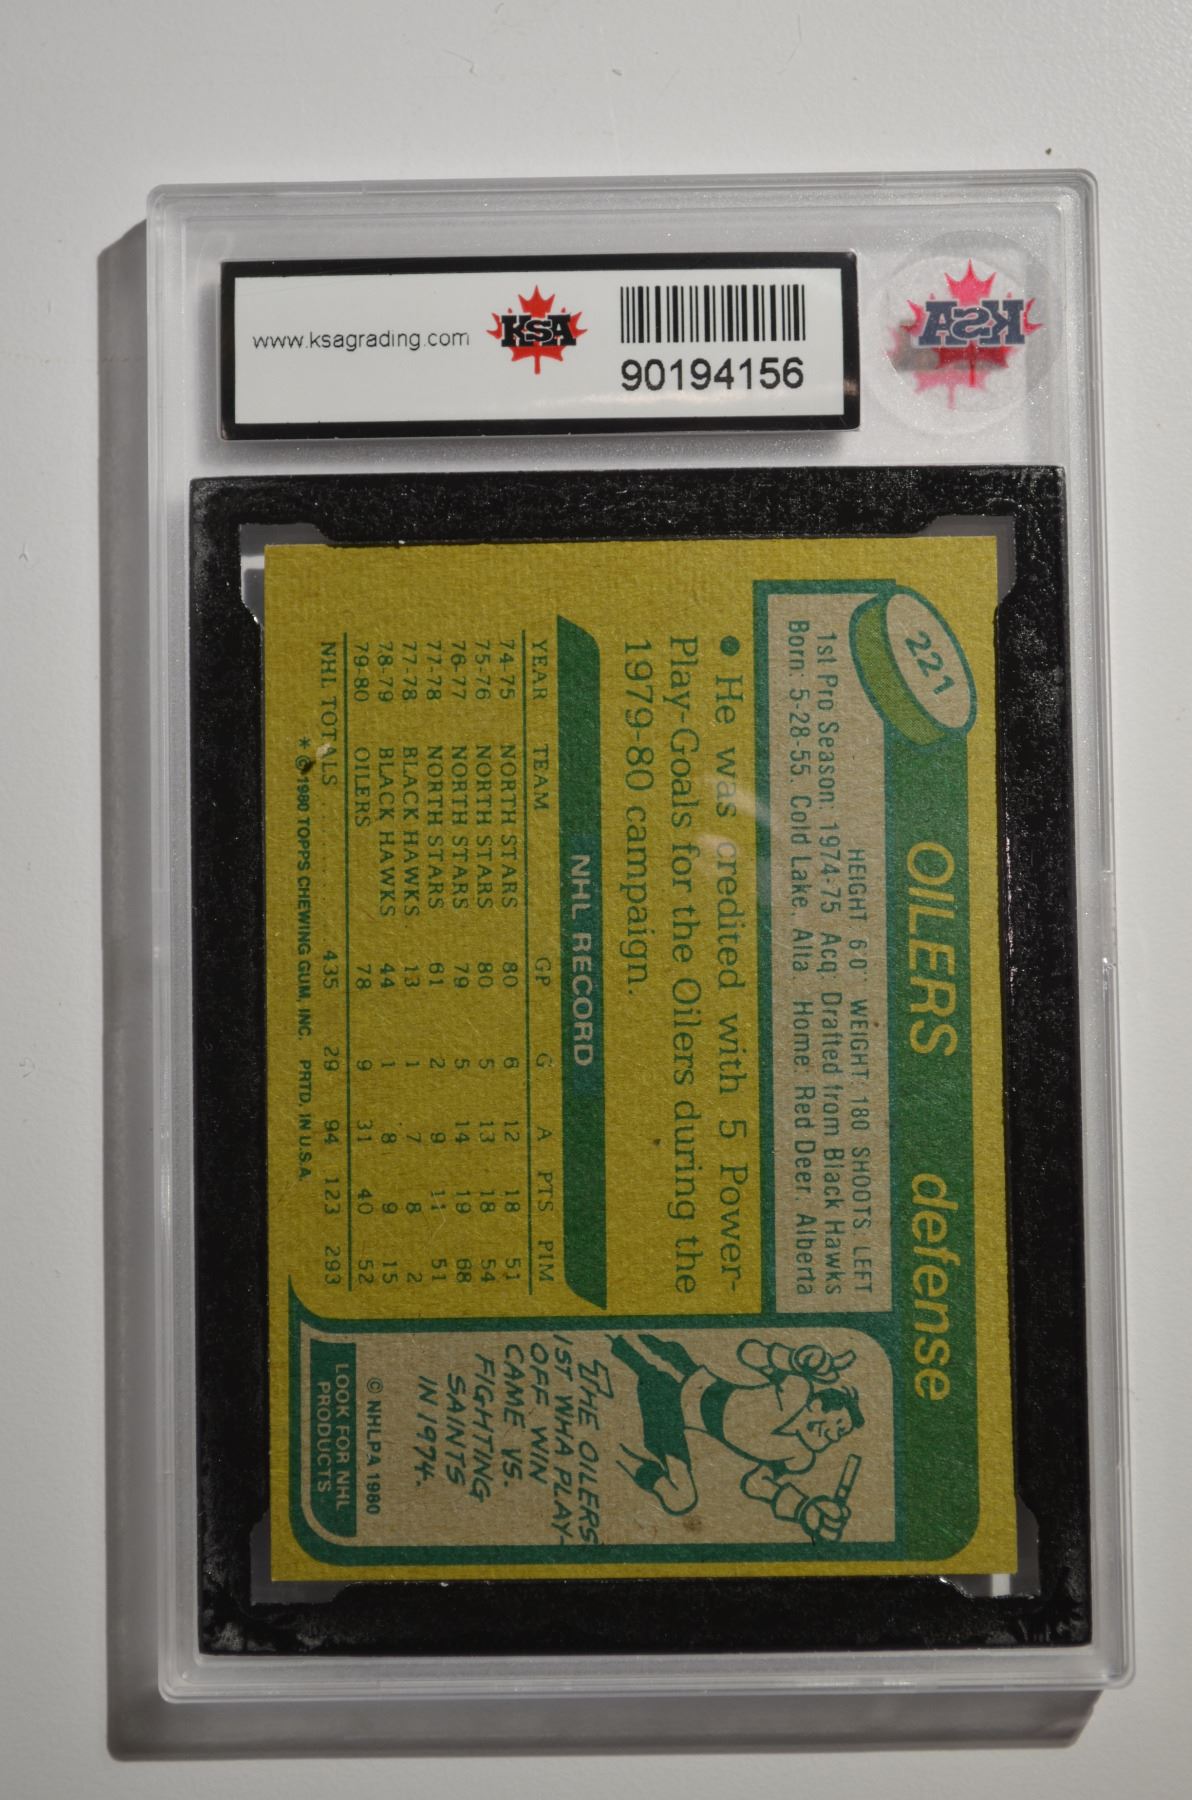 www.ksagrading.com
KSA
90194156
KSA
221
OILERS defense
HEIGHT 6'0" WEIGHT: 180 SHOOTS: LEFT
1st Pro Season: 1974-75 Acq. Drafted from Black Hawks
Born: 5-28-55. Cold Lake, Alta Home: Red Deer, Alberta
• He was credited with 5 Power-
Play-Goals for the Oilers during the
1979-80 campaign.
NHL RECORD
YEAR TEAM GP G A PTS PIM
74-75 NORTH STARS 80 6 12 18 51
75-76 NORTH STARS 80 5 13 18 54
76-77 NORTH STARS 79 5 14 19 68
77-78 NORTH STARS 61 2 9 11 51
77-78 BLACK HAWKS 13 1 7 8 2
78-79 BLACK HAWKS 44 1 8 9 15
79-80 OILERS 78 9 31 40 52
NHL TOTALS 435 29 94 123 293
* © 1980 TOPPS CHEWING GUM, INC. PRTD. IN U.S.A.
THE OILERS
1ST WHA PLAY-
OFF WIN
CAME VS.
FIGHTING
SAINTS
IN 1974.
© NHLPA 1980
LOOK FOR NHL
PRODUCTS